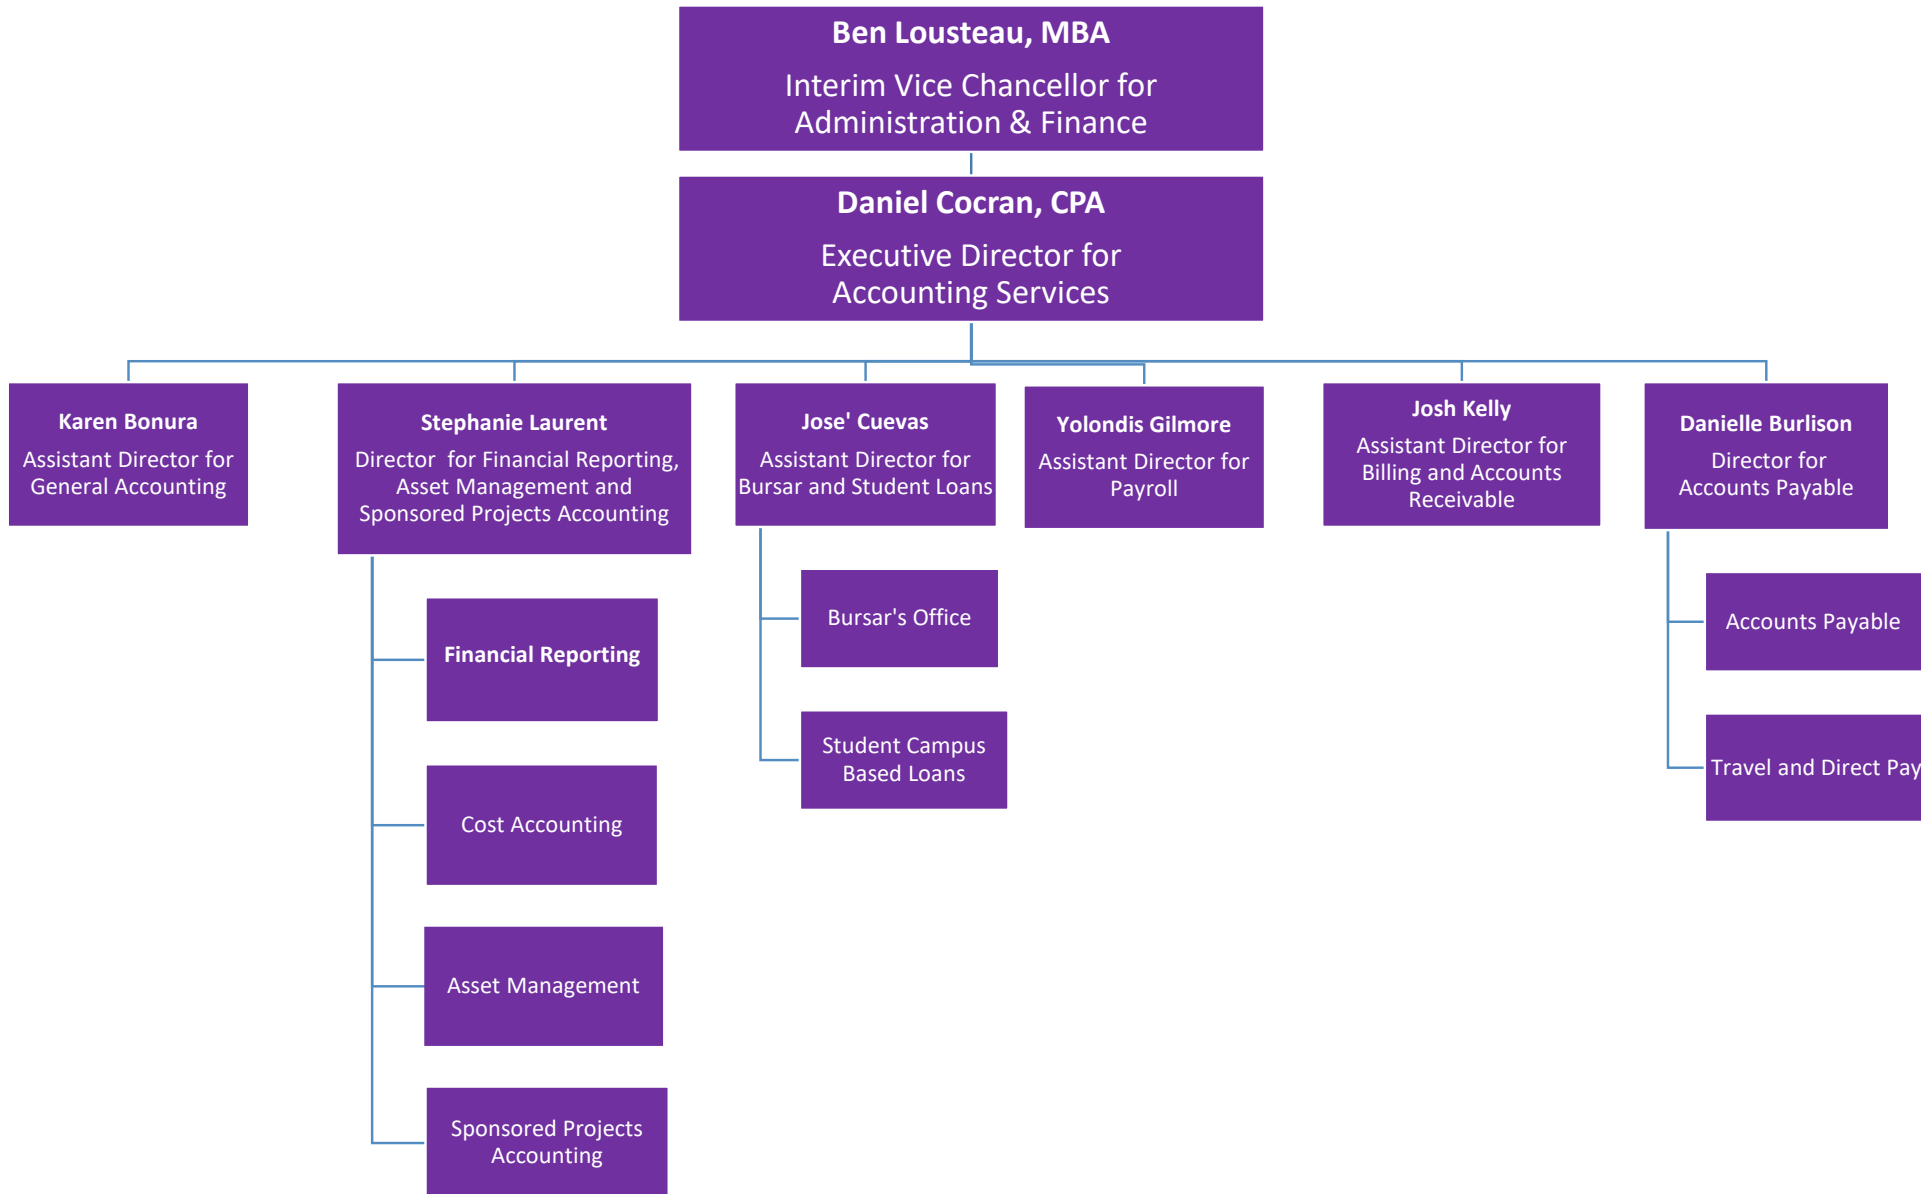 Ben Lousteau, MBA
Interim Vice Chancellor for
Administration & Finance
Daniel Cocran, CPA
Executive Director for
Accounting Services
Karen Bonura
Assistant Director for
General Accounting
Stephanie Laurent
Director for Financial Reporting,
Asset Management and
Sponsored Projects Accounting
Jose' Cuevas
Assistant Director for
Bursar and Student Loans
Yolondis Gilmore
Assistant Director for
Payroll
Josh Kelly
Assistant Director for
Billing and Accounts
Receivable
Danielle Burlison
Director for
Accounts Payable
Financial Reporting
Cost Accounting
Asset Management
Sponsored Projects
Accounting
Bursar's Office
Student Campus
Based Loans
Accounts Payable
Travel and Direct Pay